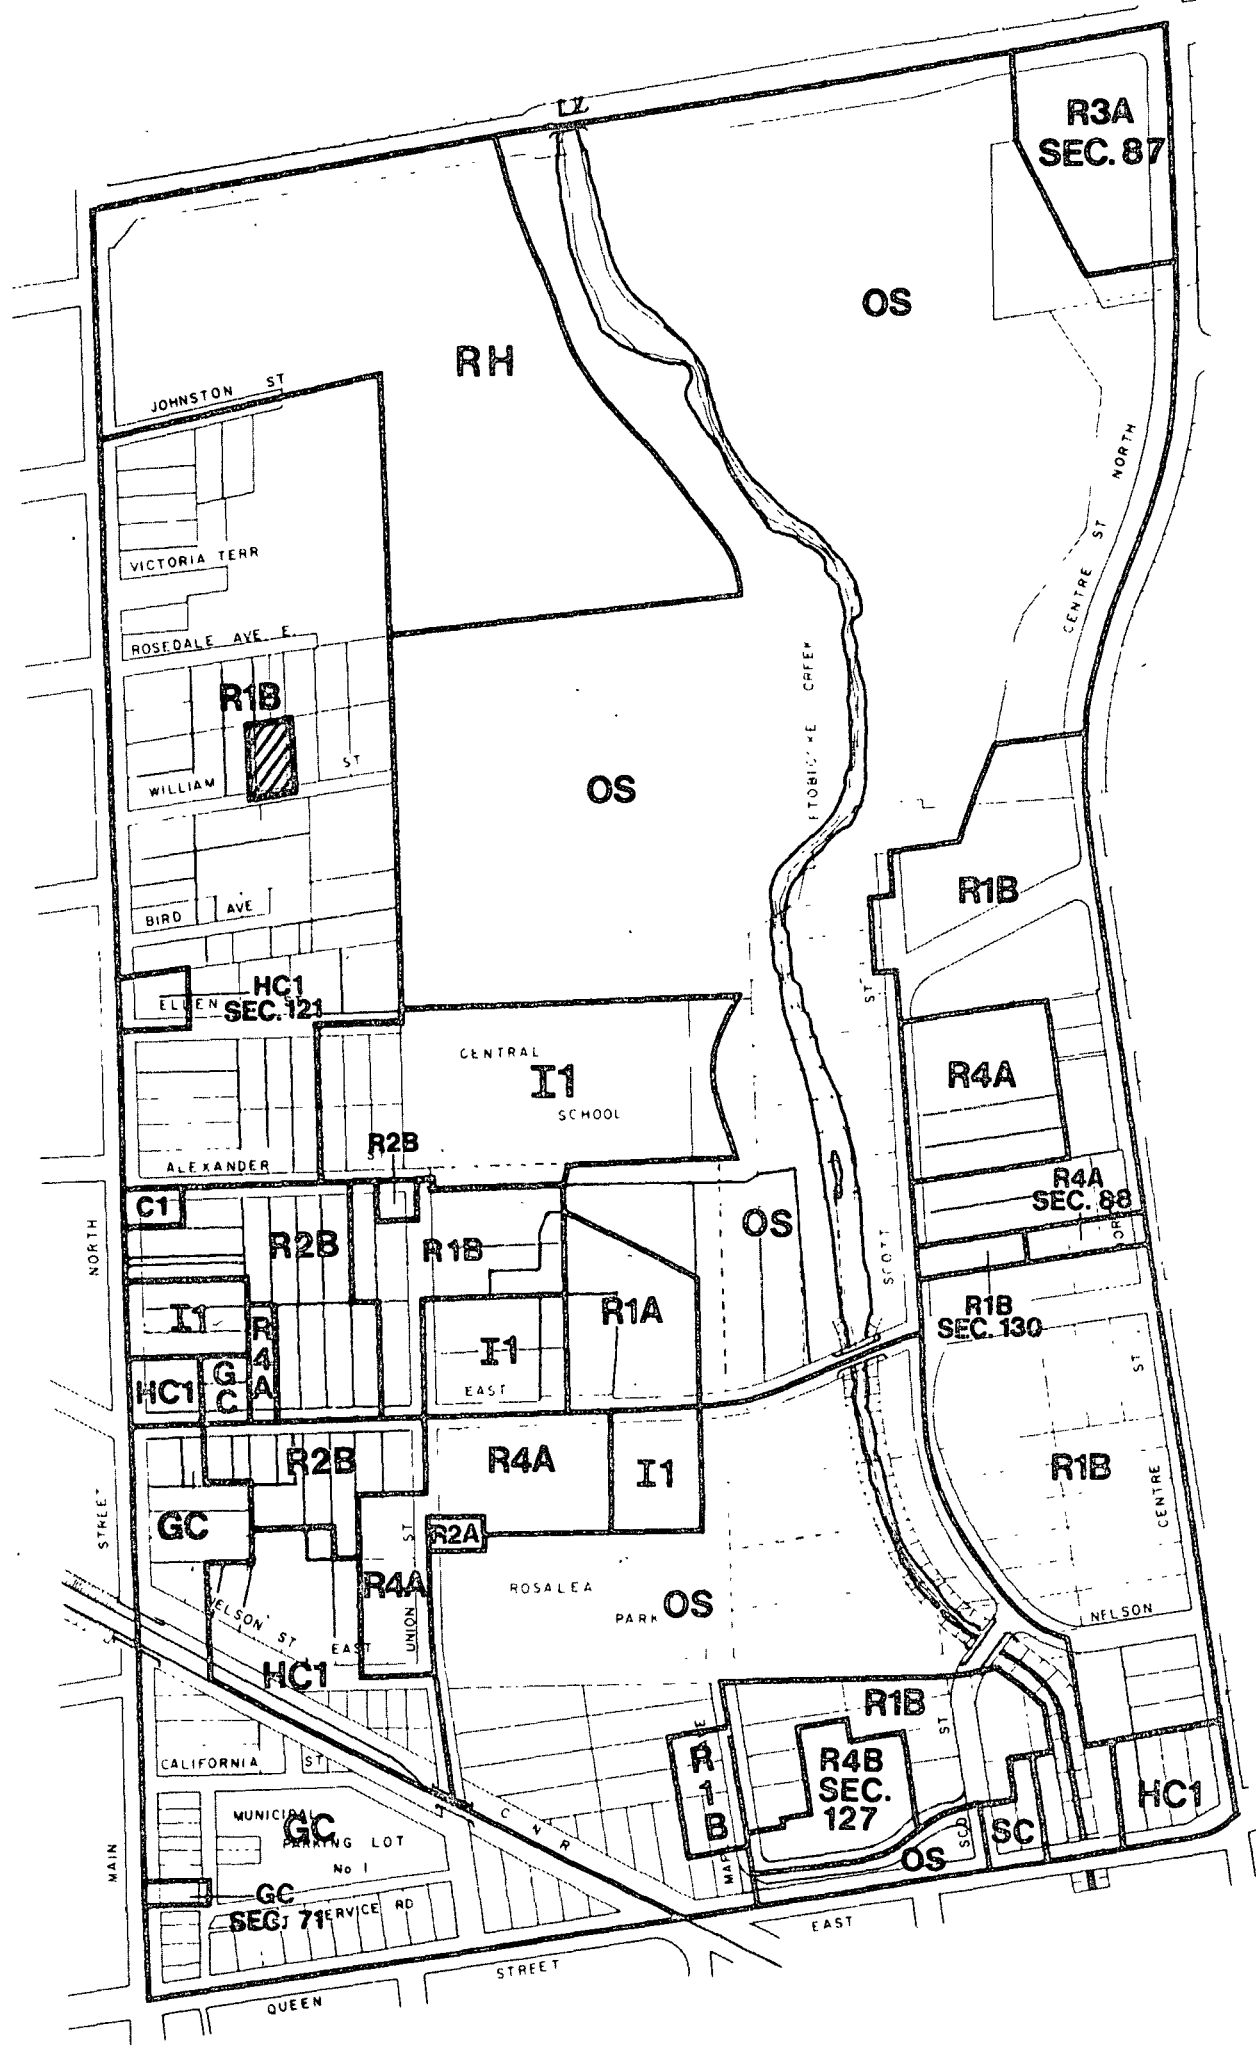 R3A
SEC. 87
OS
RH
JOHNSTON ST
CENTRE ST NORTH
VICTORIA TERR
ROSEDALE AVE. E.
R1B
WILLIAM ST
OS
ETOBICOKE CREEK
R1B
BIRD AVE
HC1
ELLEN
SEC. 121
ST
CENTRAL
I1
SCHOOL
R4A
R2B
ALEXANDER
R4A
SEC. 88
C1
R2B
R1B
OS
NORTH
SCOTT
I1
R4A
R1A
R1B
SEC. 130
I1
HC1
GC
EAST
ST
R2B
R4A
I1
R1B
CENTRE
STREET
GC
ST
R2A
R4A
ROSALEA
PARK
OS
NELSON ST
EAST
UNION
NELSON
HC1
R1B
ST
CALIFORNIA ST
R1B
R4B
SEC.
127
HC1
MUNICIPAL
GC
PARKING LOT
No 1
CNR
SC
OS
MAIN
GC
SEC. 71
SERVICE RD
EAST
STREET
QUEEN